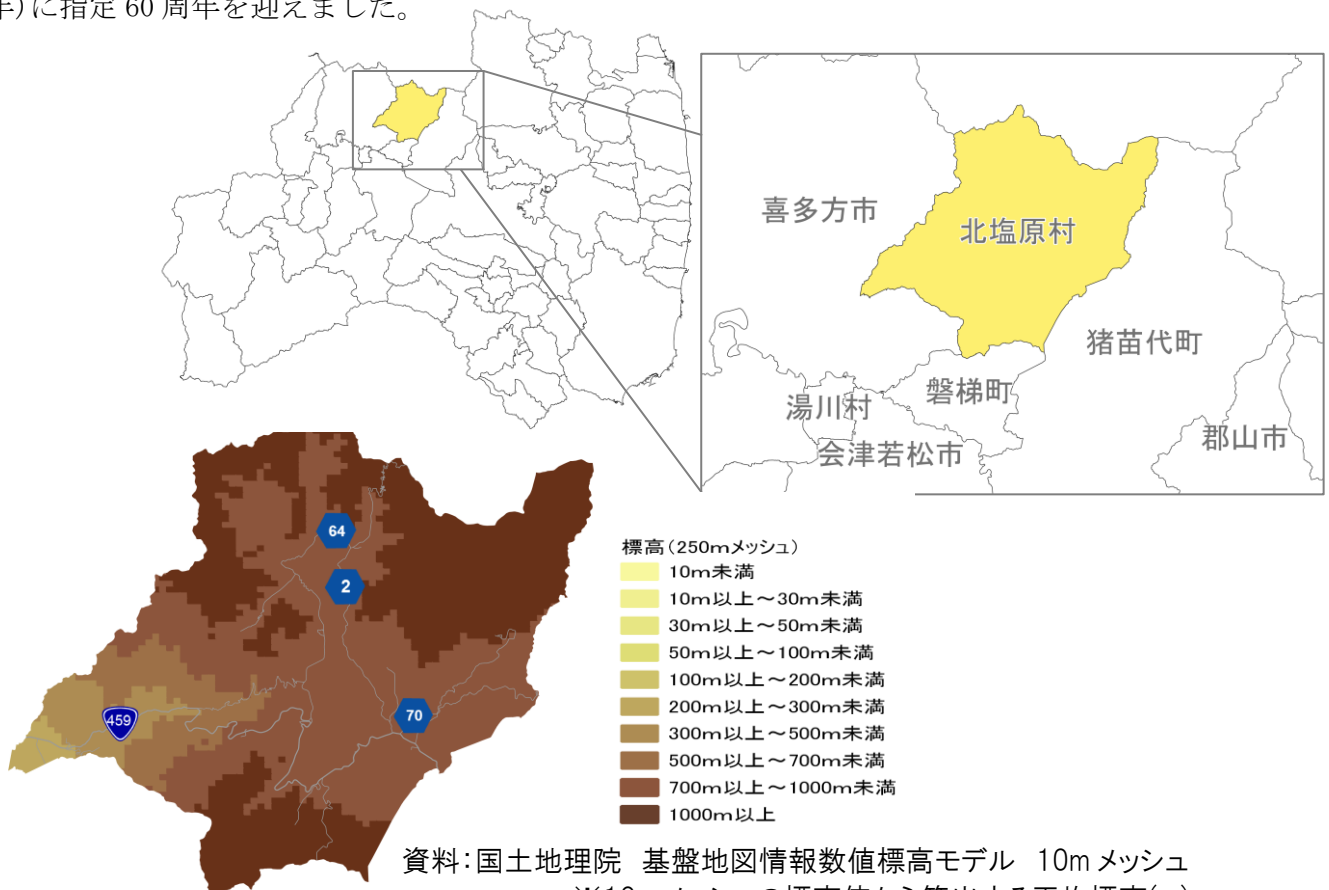 年)に指定 60 周年を迎えました。
喜多方市
北塩原村
猪苗代町
磐梯町
湯川村
会津若松市
郡山市
64
2
70
459
標高(250mメッシュ)
10m未満
10m以上～30m未満
30m以上～50m未満
50m以上～100m未満
100m以上～200m未満
200m以上～300m未満
300m以上～500m未満
500m以上～700m未満
700m以上～1000m未満
1000m以上
資料：国土地理院 基盤地図情報数値標高モデル 10m メッシュ